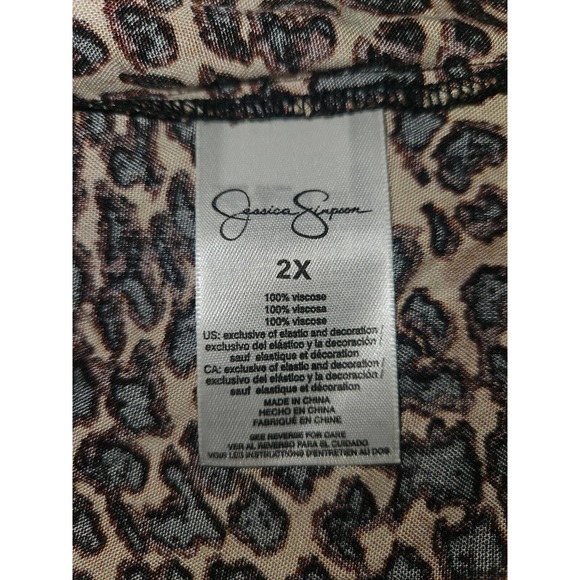 Jessica Simpson
2X
100% viscose
100% viscosa
100% viscose
US: exclusive of elastic and decoration /
exclusivo del elástico y la decoración /
sauf elastique et décoration
CA: exclusive of elastic and decoration/
exclusivo del elástico y la decoración /
sauf elastique et décoration
MADE IN CHINA
HECHO EN CHINA
FABRIQUÉ EN CHINE
SEE REVERSE FOR CARE
VER AL REVERSO PARA EL CUIDADO
VOIR LES INSTRUCTIONS D'ENTRETIEN AU DOS